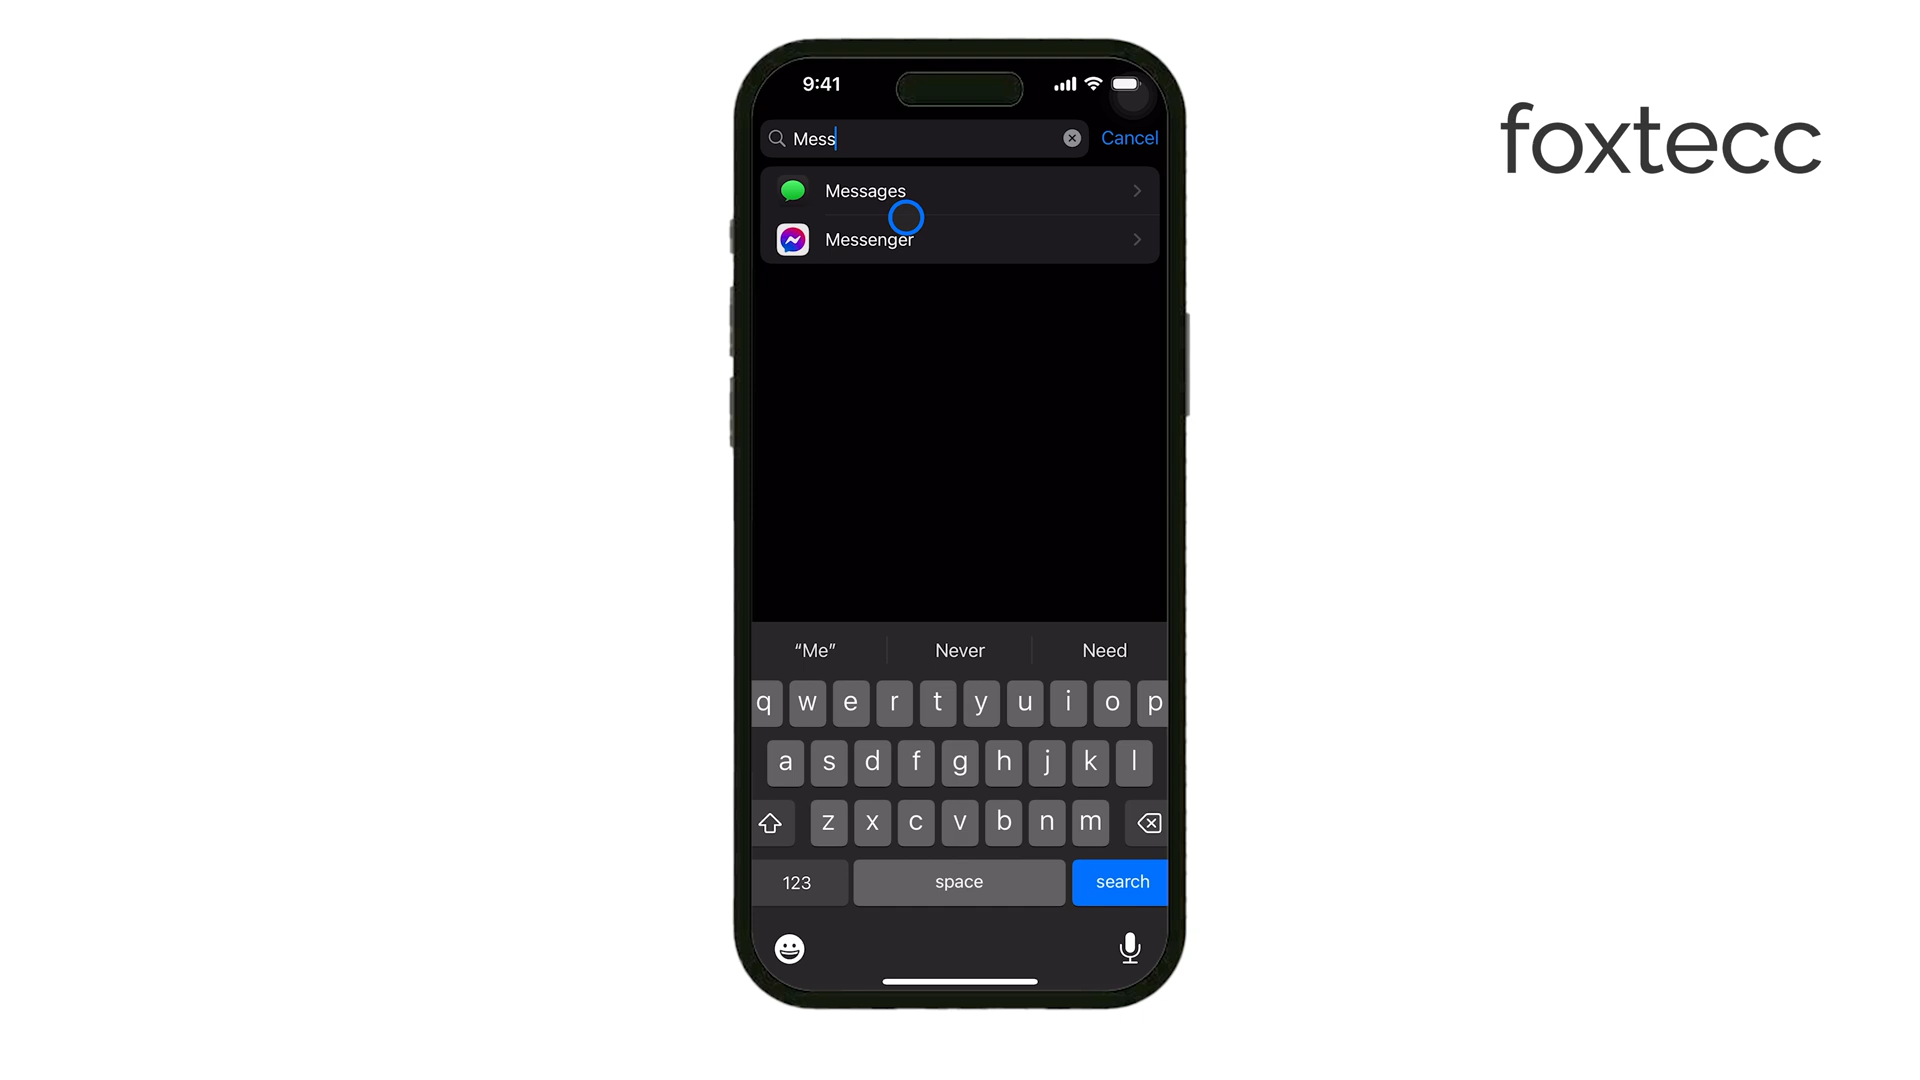 9:41
foxtecc
Mess
Cancel
Messages
Messenger
“Me” Never Need
q w e r t y u i o p
a s d f g h j k l
z x c v b n m
123 space search